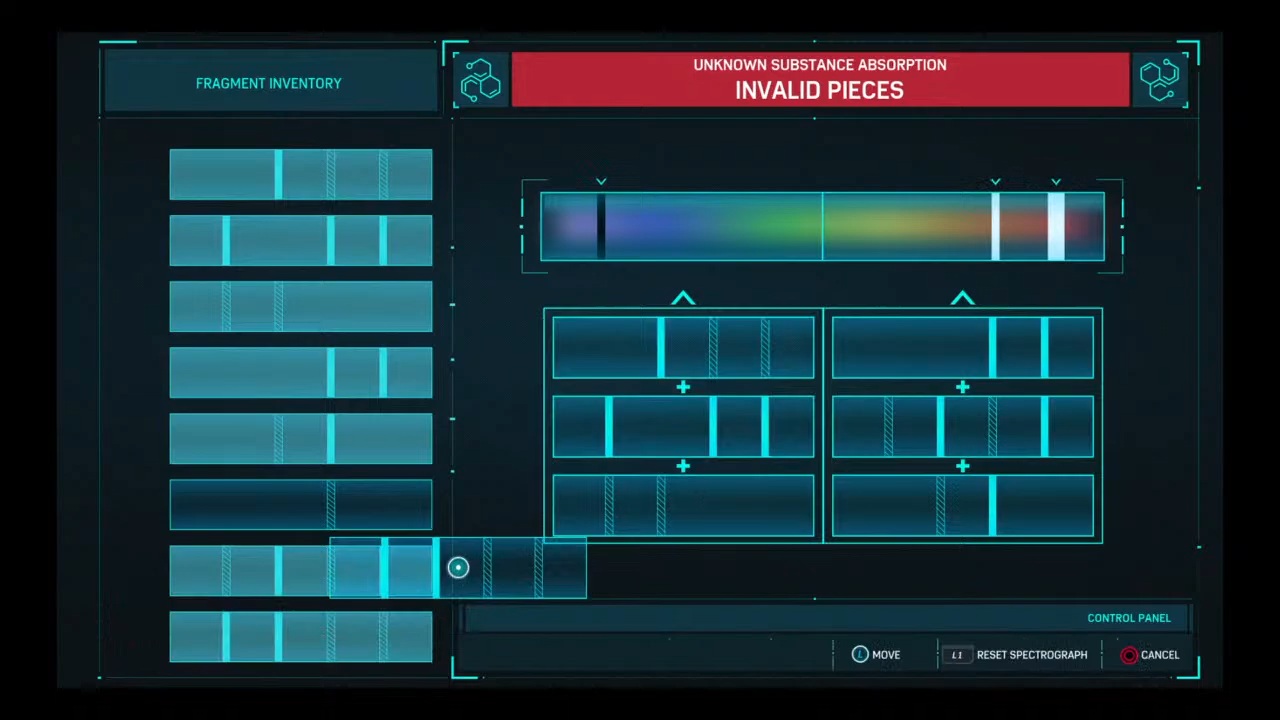 FRAGMENT INVENTORY
UNKNOWN SUBSTANCE ABSORPTION
INVALID PIECES
CONTROL PANEL
L MOVE
L1 RESET SPECTROGRAPH
CANCEL